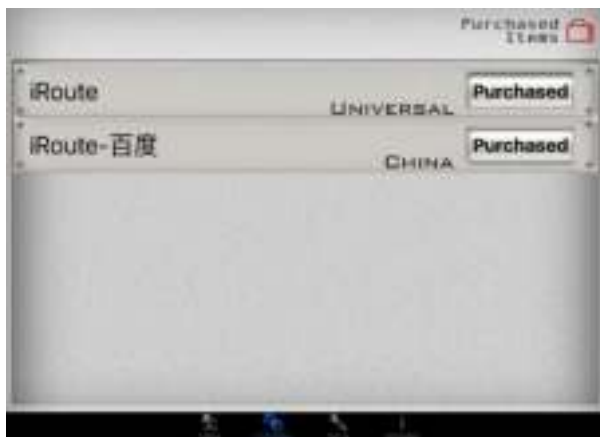 Purchased
Items
iRoute
UNIVERSAL
Purchased
iRoute-百度
CHINA
Purchased